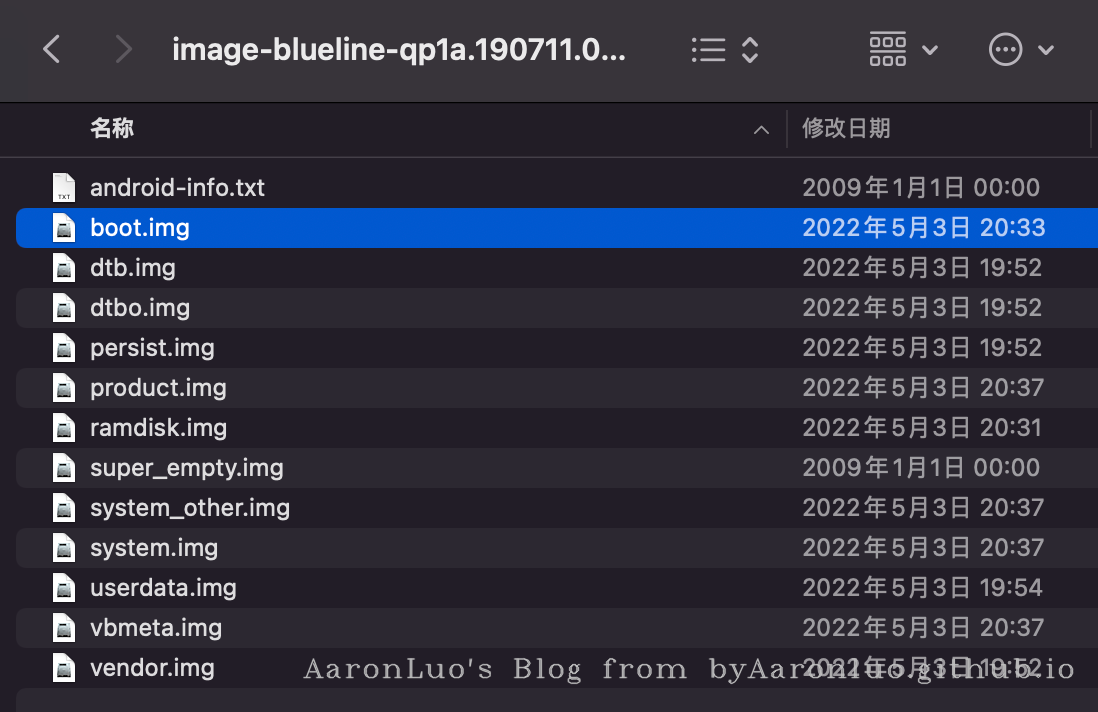 image-blueline-qp1a.190711.0...
名称 修改日期
TXT
android-info.txt 2009年1月1日 00:00
boot.img 2022年5月3日 20:33
dtb.img 2022年5月3日 19:52
dtbo.img 2022年5月3日 19:52
persist.img 2022年5月3日 19:52
product.img 2022年5月3日 20:37
ramdisk.img 2022年5月3日 20:31
super_empty.img 2009年1月1日 00:00
system_other.img 2022年5月3日 20:37
system.img 2022年5月3日 20:37
userdata.img 2022年5月3日 19:54
vbmeta.img 2022年5月3日 20:37
vendor.img 2022年5月3日 19:52
AaronLuo's Blog from byAaronluo.github.io